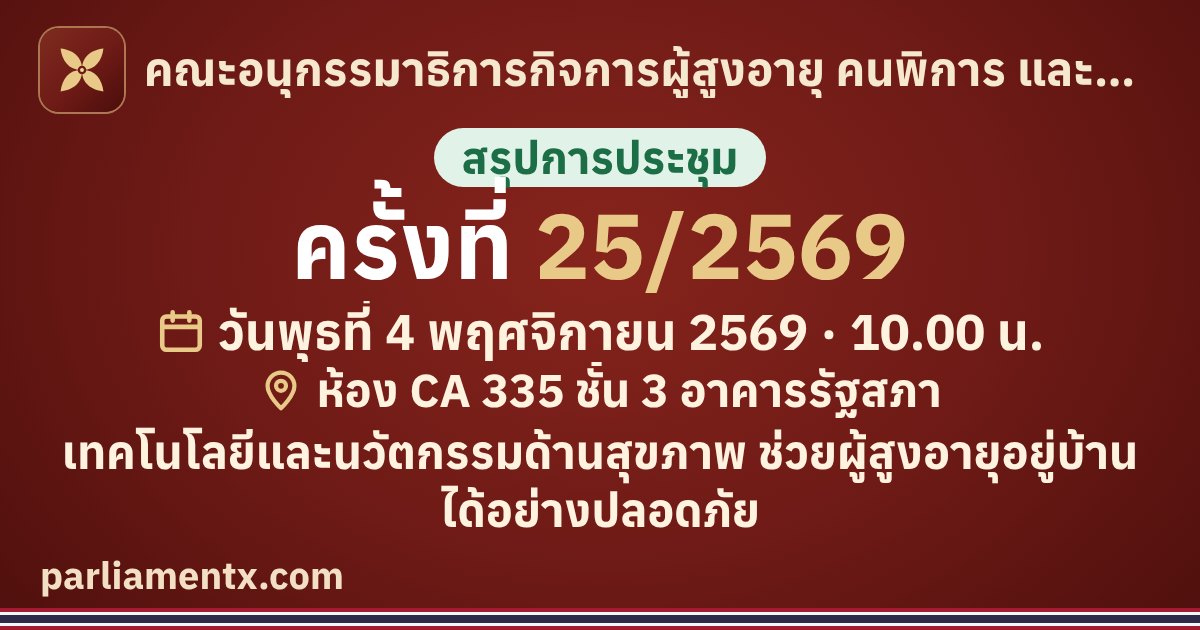 คณะอนุกรรมาธิการกิจการผู้สูงอายุ คนพิการ และ...
สรุปการประชุม
ครั้งที่ 25/2569
วันพุธที่ 4 พฤศจิกายน 2569 · 10.00 น.
ห้อง CA 335 ชั้น 3 อาคารรัฐสภา
เทคโนโลยีและนวัตกรรมด้านสุขภาพ ช่วยผู้สูงอายุอยู่บ้าน
ได้อย่างปลอดภัย
parliamentx.com